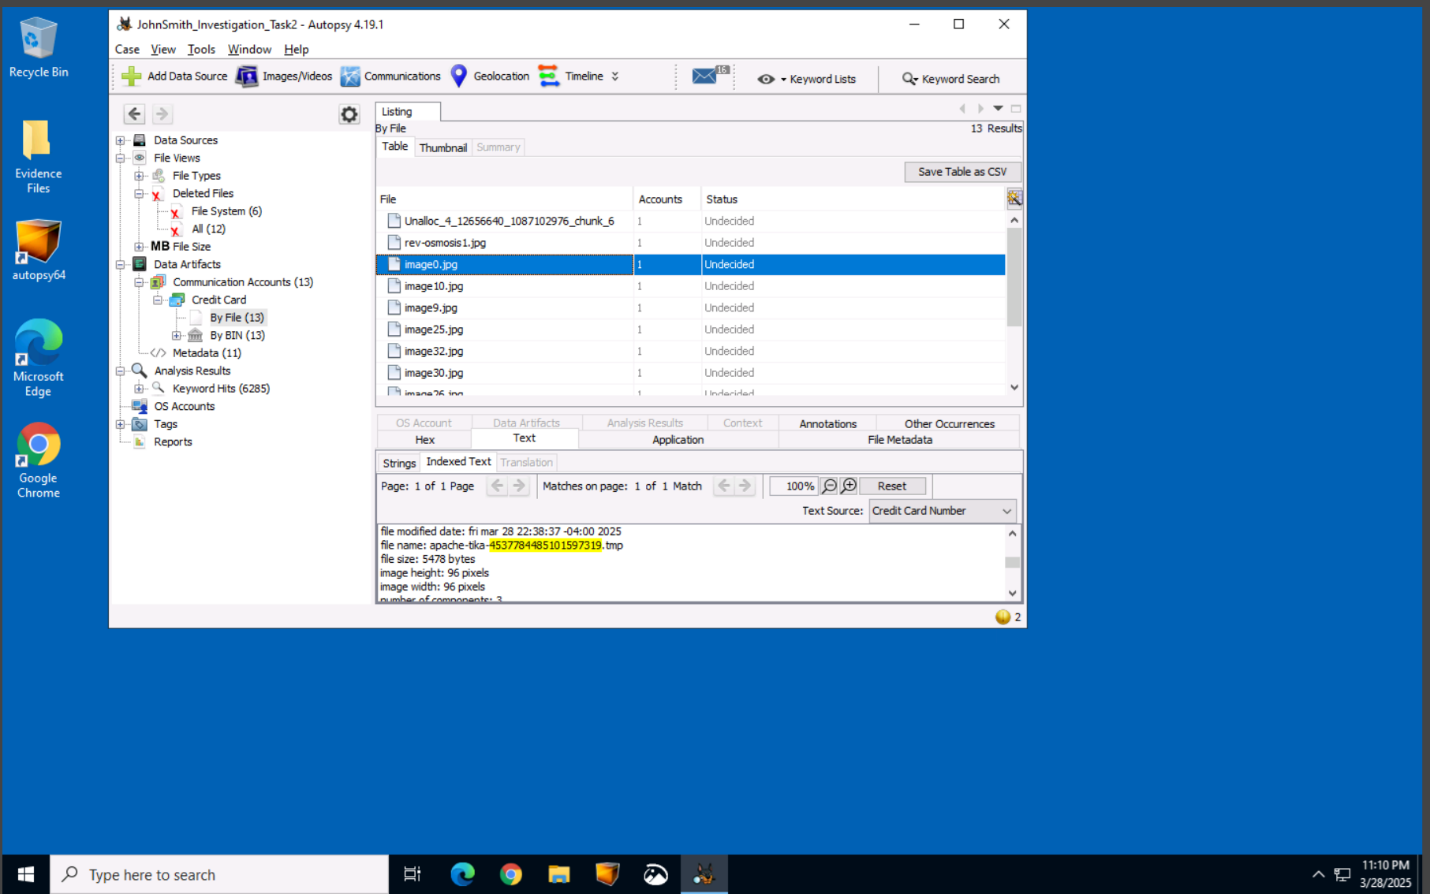 Recycle Bin
Evidence
Files
autopsy64
Microsoft
Edge
Google
Chrome
JohnSmith_Investigation_Task2 - Autopsy 4.19.1
Case View Tools Window Help
Add Data Source Images/Videos Communications Geolocation Timeline 16 Keyword Lists Keyword Search
Data Sources
File Views
File Types
Deleted Files
File System (6)
All (12)
MB File Size
Data Artifacts
Communication Accounts (13)
Credit Card
By File (13)
By BIN (13)
Metadata (11)
Analysis Results
Keyword Hits (6285)
OS Accounts
Tags
Reports
Listing
By File 13 Results
Table Thumbnail Summary
Save Table as CSV
File Accounts Status
Unalloc_4_12656640_1087102976_chunk_6 1 Undecided
rev-osmosis1.jpg 1 Undecided
image0.jpg 1 Undecided
image10.jpg 1 Undecided
image9.jpg 1 Undecided
image25.jpg 1 Undecided
image32.jpg 1 Undecided
image30.jpg 1 Undecided
image26.jpg 1 Undecided
OS Account Data Artifacts Analysis Results Context Annotations Other Occurrences
Hex Text Application File Metadata
Strings Indexed Text Translation
Page: 1 of 1 Page Matches on page: 1 of 1 Match 100% Reset
Text Source: Credit Card Number
file modified date: fri mar 28 22:38:37 -04:00 2025
file name: apache-tika-4537784485101597319.tmp
file size: 5478 bytes
image height: 96 pixels
image width: 96 pixels
number of components: 3
2
Type here to search
11:10 PM
3/28/2025